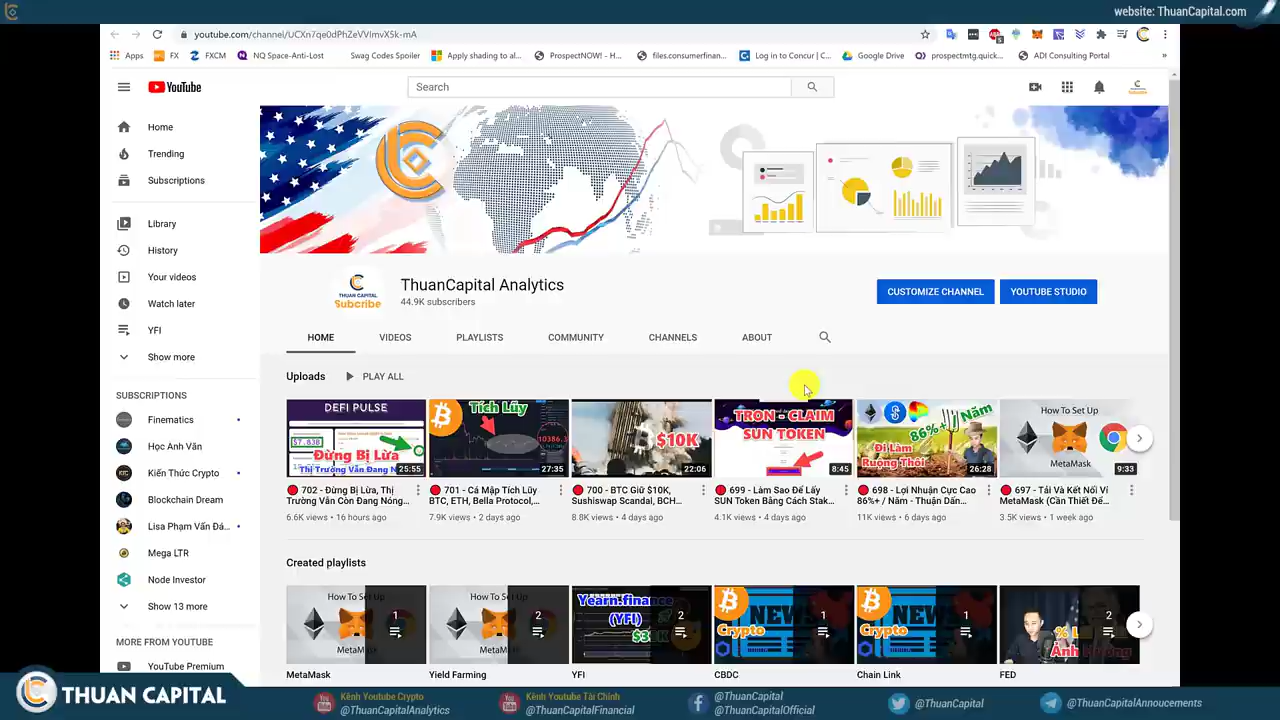 website: ThuanCapital.com
youtube.com/channel/UCXn7qe0dPhZeVVlmvX5k-mA
Apps
FX
FXCM
NQ Space-Anti-Lost
Swag Codes Spoiler
Apply shading to al...
ProspectNOW! - H...
files.consumerfinan...
Log in to Concur | C...
Google Drive
prospectmtg.quick...
ADI Consulting Portal
»
YouTube
Search
Home
Trending
Subscriptions
Library
History
Your videos
Watch later
YFI
Show more
SUBSCRIPTIONS
Finematics
Học Anh Văn
Kiến Thức Crypto
Blockchain Dream
Lisa Phạm Vấn Đá...
Mega LTR
Node Investor
Show 13 more
MORE FROM YOUTUBE
YouTube Premium
THUAN CAPITAL
Subcribe
ThuanCapital Analytics
44.9K subscribers
CUSTOMIZE CHANNEL
YOUTUBE STUDIO
HOME
VIDEOS
PLAYLISTS
COMMUNITY
CHANNELS
ABOUT
Uploads
PLAY ALL
DEFI PULSE
Đừng Bị Lừa
Thị Trường Vẫn Đang N
25:55
702 - Đừng Bị Lừa, Thị
Trường Vẫn Còn Đang Nóng...
6.6K views • 16 hours ago
Tích Lũy
10386.3
27:35
701 - Cá Mập Tích Lũy
BTC, ETH, Bella Protocol,...
7.9K views • 2 days ago
$10K
22:06
700 - BTC Giữ $10K,
SushiSwap Scandal, BCH...
8.8K views • 4 days ago
TRON - CLAIM
SUN TOKEN
8:45
699 - Làm Sao Để Lấy
SUN Token Bằng Cách Stak...
4.1K views • 4 days ago
86%+ / Năm
Đi Làm
Ruộng Thôi
26:28
698 - Lợi Nhuận Cực Cao
86%+ / Năm - Thuận Dấn...
11K views • 6 days ago
How To Set Up
MetaMask
9:33
697 - Tải Và Kết Nối Ví
MetaMask (Cần Thiết Để...
3.5K views • 1 week ago
Created playlists
How To Set Up
MetaMask
1
MetaMask
How To Set Up
MetaMask
2
Yield Farming
Yearn.finance
(YFI)
2
YFI
NEWS
Crypto
1
CBDC
NEWS
Crypto
1
Chain Link
2
FED
THUAN CAPITAL
Kênh Youtube Crypto
@ThuanCapitalAnalytics
Kênh Youtube Tài Chính
@ThuanCapitalFinancial
@ThuanCapital
@ThuanCapitalOfficial
@ThuanCapital
@ThuanCapitalAnnoucements